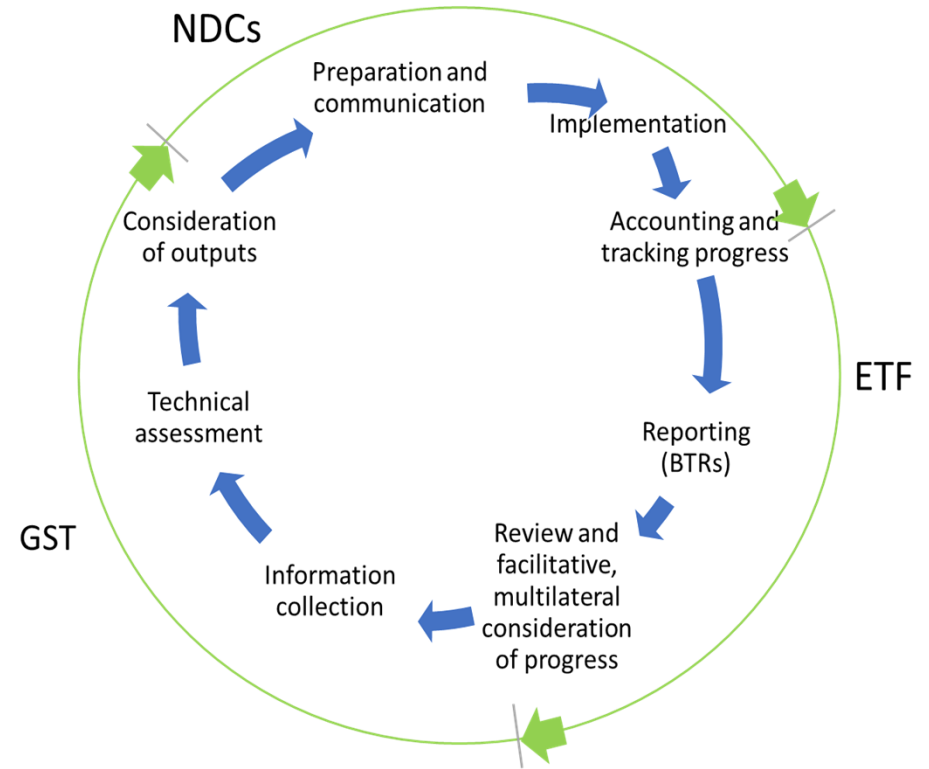 NDCs
Preparation and
communication
Implementation
Accounting and
tracking progress
ETF
Reporting
(BTRs)
Review and
facilitative,
multilateral
consideration
of progress
Information
collection
GST
Technical
assessment
Consideration
of outputs